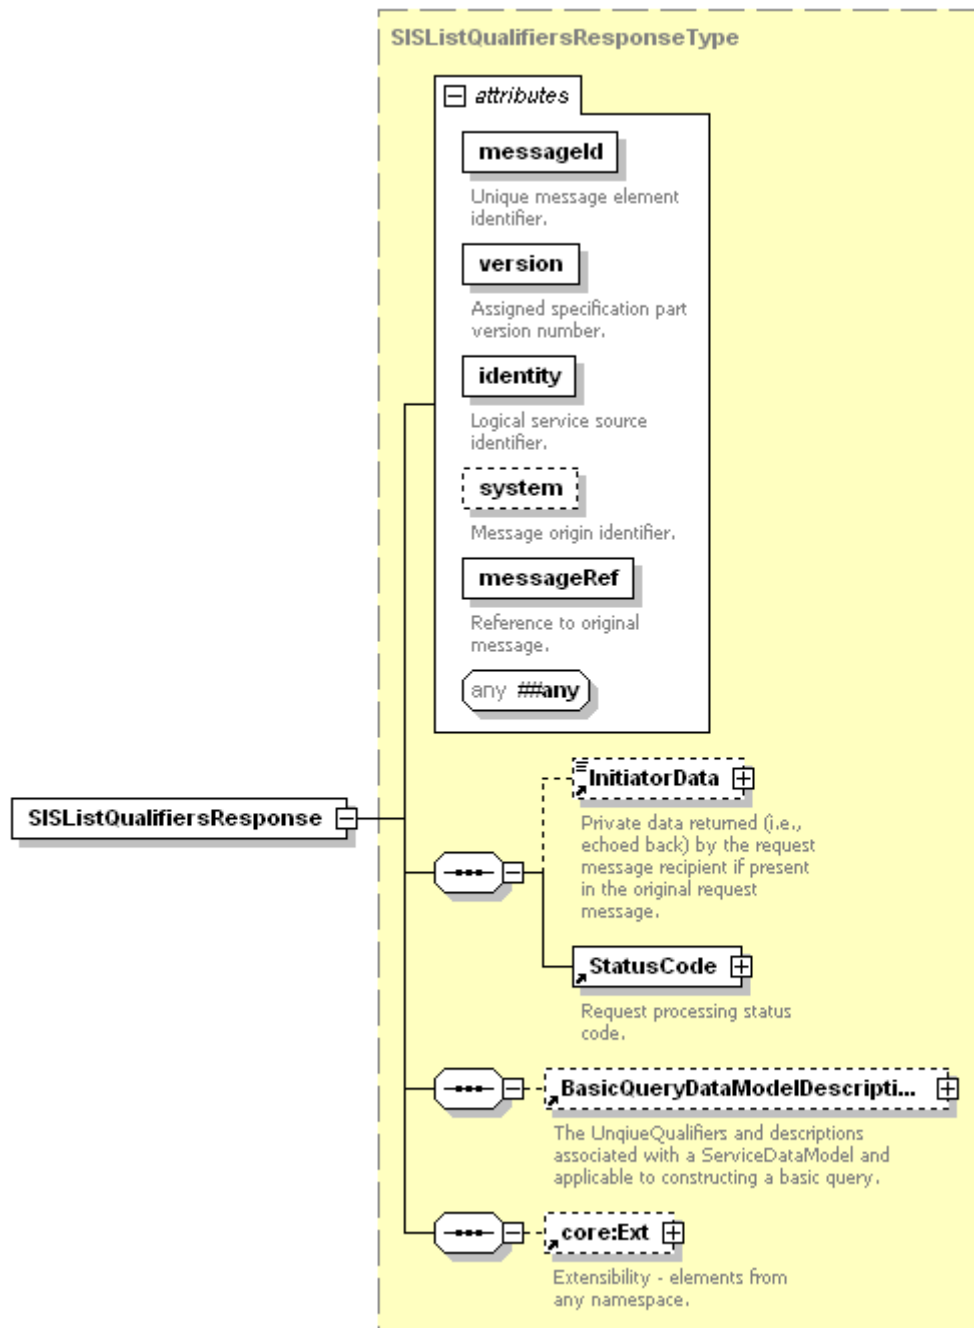 SISListQualifiersResponseType
attributes
messageId
Unique message element
identifier.
version
Assigned specification part
version number.
identity
Logical service source
identifier.
system
Message origin identifier.
messageRef
Reference to original
message.
any ##any
SISListQualifiersResponse
InitiatorData
Private data returned (i.e.,
echoed back) by the request
message recipient if present
in the original request
message.
StatusCode
Request processing status
code.
BasicQueryDataModelDescripti...
The UnqiueQualifiers and descriptions
associated with a ServiceDataModel and
applicable to constructing a basic query.
core:Ext
Extensibility - elements from
any namespace.